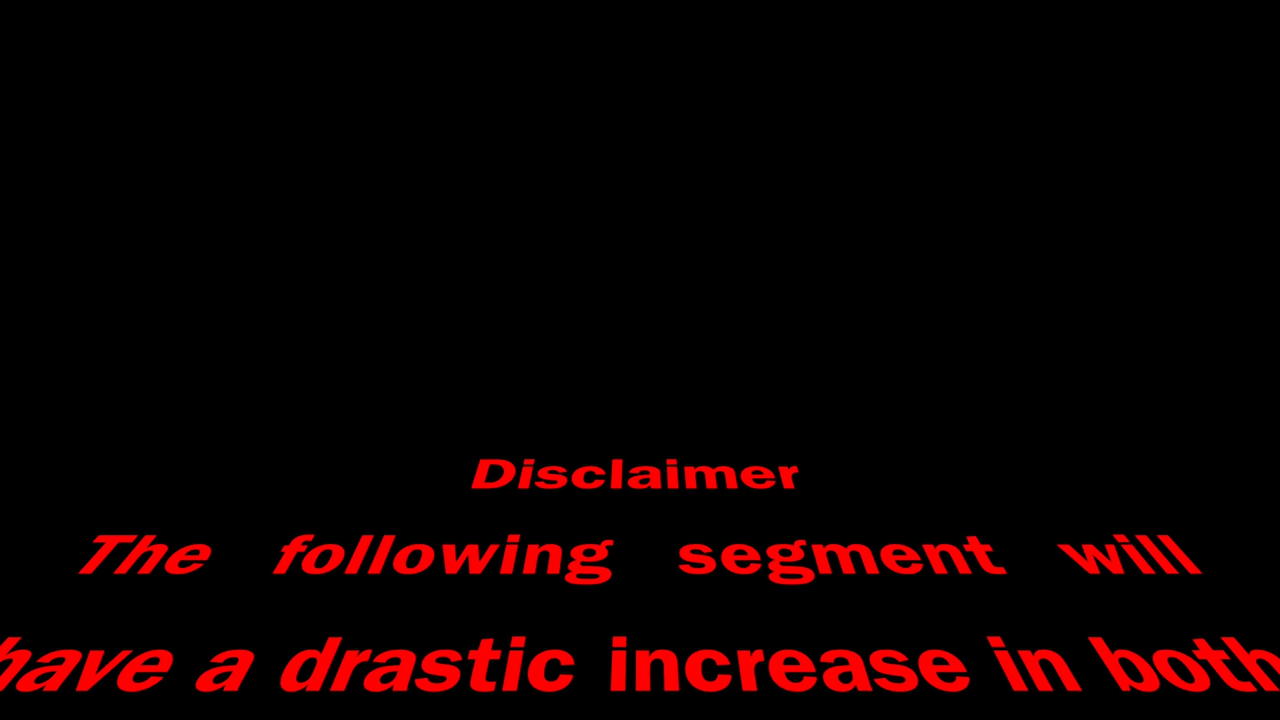 Disclaimer
The following segment will
have a drastic increase in both